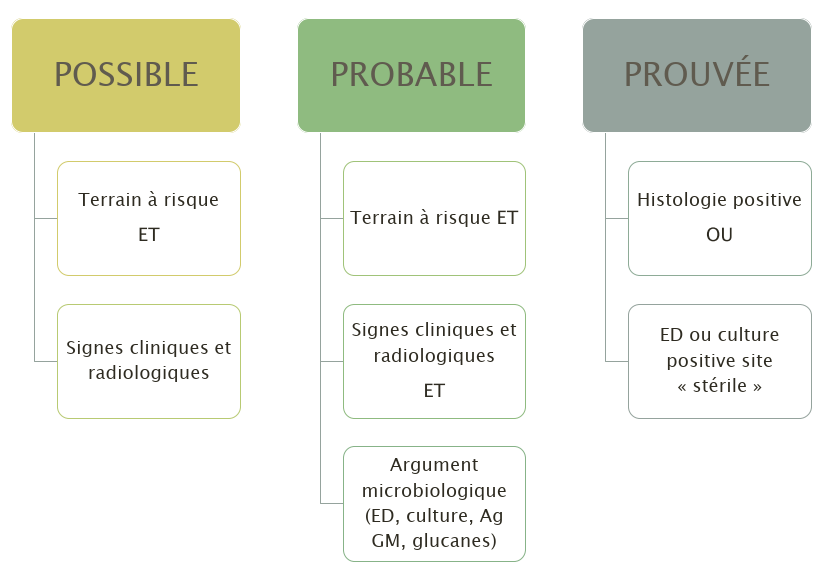 POSSIBLE
Terrain à risque
ET
Signes cliniques et
radiologiques
PROBABLE
Terrain à risque ET
Signes cliniques et
radiologiques
ET
Argument
microbiologique
(ED, culture, Ag
GM, glucanes)
PROUVÉE
Histologie positive
OU
ED ou culture
positive site
« stérile »